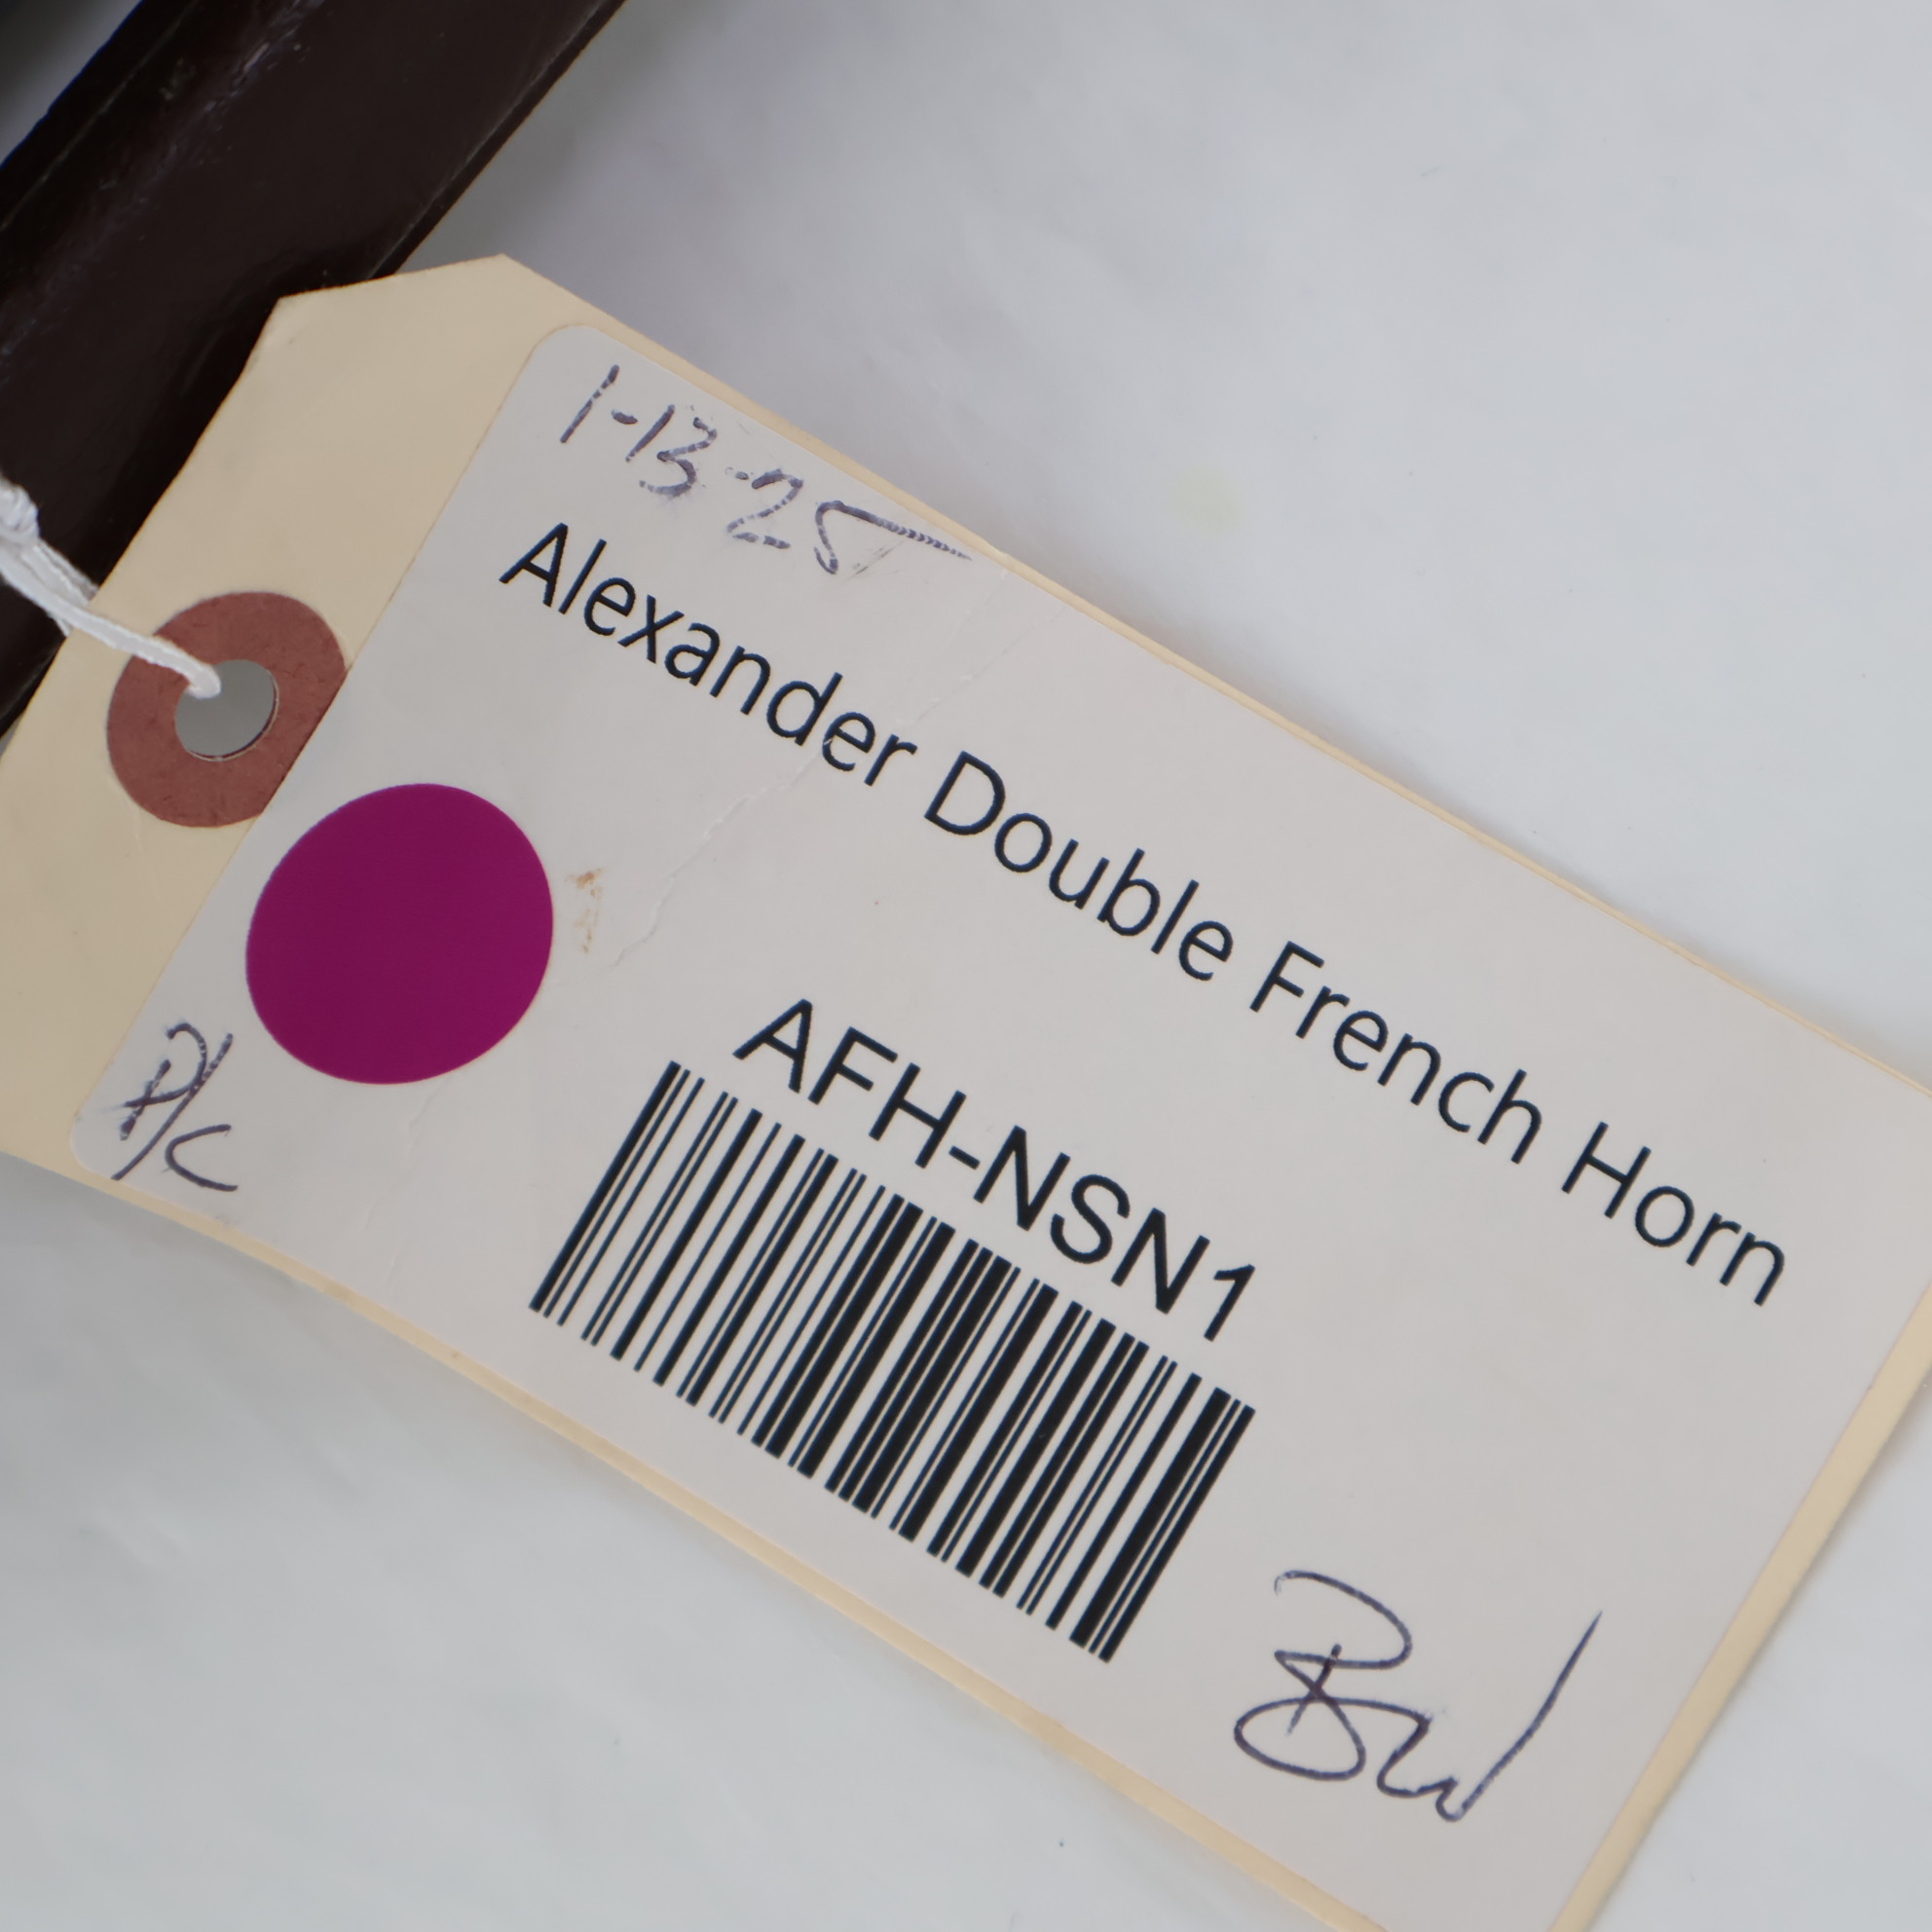 1-13-25
Alexander Double French Horn
AFH-NSN1
P/C